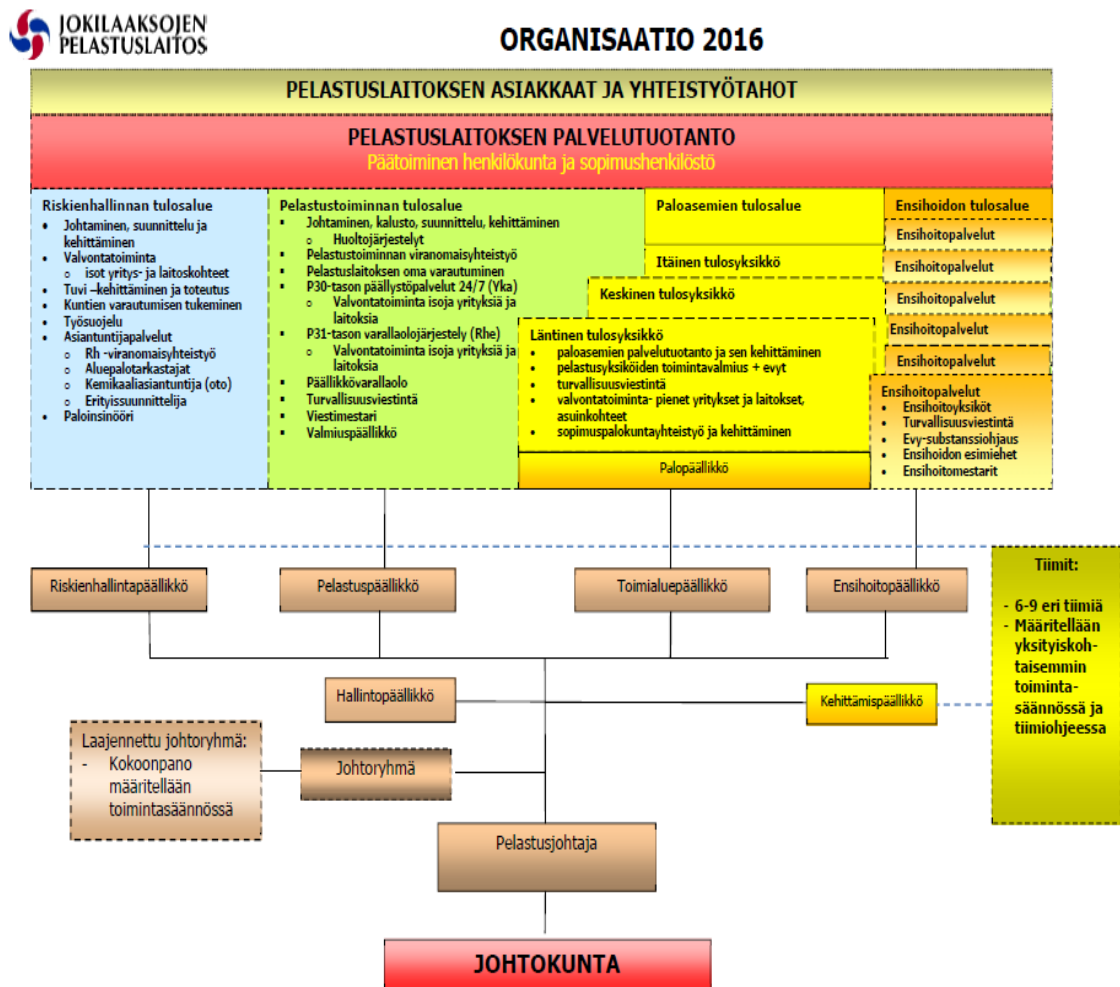 JOKILAAKSOJEN
PELASTUSLAITOS
ORGANISAATIO 2016
PELASTUSLAITOKSEN ASIAKKAAT JA YHTEISTYÖTAHOT
PELASTUSLAITOKSEN PALVELUTUOTANTO
Päätoiminen henkilökunta ja sopimushenkilöstö
Riskienhallinnan tulosalue
• Johtaminen, suunnittelu ja
kehittäminen
• Valvontatoiminta
o isot yritys- ja laitoskohteet
• Tuvi –kehittäminen ja toteutus
• Kuntien varautumisen tukeminen
• Työsuojelu
• Asiantuntijapalvelut
o Rh -viranomaisyhteistyö
o Aluepalotarkastajat
o Kemikaaliasiantuntija (oto)
o Erityissuunnittelija
• Paloinsinööri
Pelastustoiminnan tulosalue
▪ Johtaminen, kalusto, suunnittelu, kehittäminen
o Huoltojärjestelyt
▪ Pelastustoiminnan viranomaisyhteistyö
▪ Pelastuslaitoksen oma varautuminen
▪ P30-tason päällystöpalvelut 24/7 (Yka)
o Valvontatoiminta isoja yrityksiä ja
laitoksia
▪ P31-tason varallaolojärjestely (Rhe)
o Valvontatoiminta isoja yrityksiä ja
laitoksia
▪ Päällikkövarallaolo
▪ Turvallisuusviestintä
▪ Viestimestari
▪ Valmiuspäällikkö
Paloasemien tulosalue
Itäinen tulosyksikkö
Keskinen tulosyksikkö
Läntinen tulosyksikkö
• paloasemien palvelutuotanto ja sen kehittäminen
• pelastusyksiköiden toimintavalmius + evyt
• turvallisuusviestintä
• valvontatoiminta- pienet yritykset ja laitokset,
asuinkohteet
• sopimuspalokuntayhteistyö ja kehittäminen
Palopäällikkö
Ensihoidon tulosalue
Ensihoitopalvelut
Ensihoitopalvelut
Ensihoitopalvelut
Ensihoitopalvelut
Ensihoitopalvelut
Ensihoitopalvelut
• Ensihoitoyksiköt
• Turvallisuusviestintä
• Evy-substanssiohjaus
• Ensihoidon esimiehet
• Ensihoitomestarit
Riskienhallintapäällikkö
Pelastuspäällikkö
Toimialuepäällikkö
Ensihoitopäällikkö
Tiimit:
- 6-9 eri tiimiä
- Määritellään
yksityiskoh-
taisemmin
toiminta-
säännössä ja
tiimiohjeessa
Hallintopäällikkö
Kehittämispäällikkö
Laajennettu johtoryhmä:
- Kokoonpano
määritellään
toimintasäännössä
Johtoryhmä
Pelastusjohtaja
JOHTOKUNTA